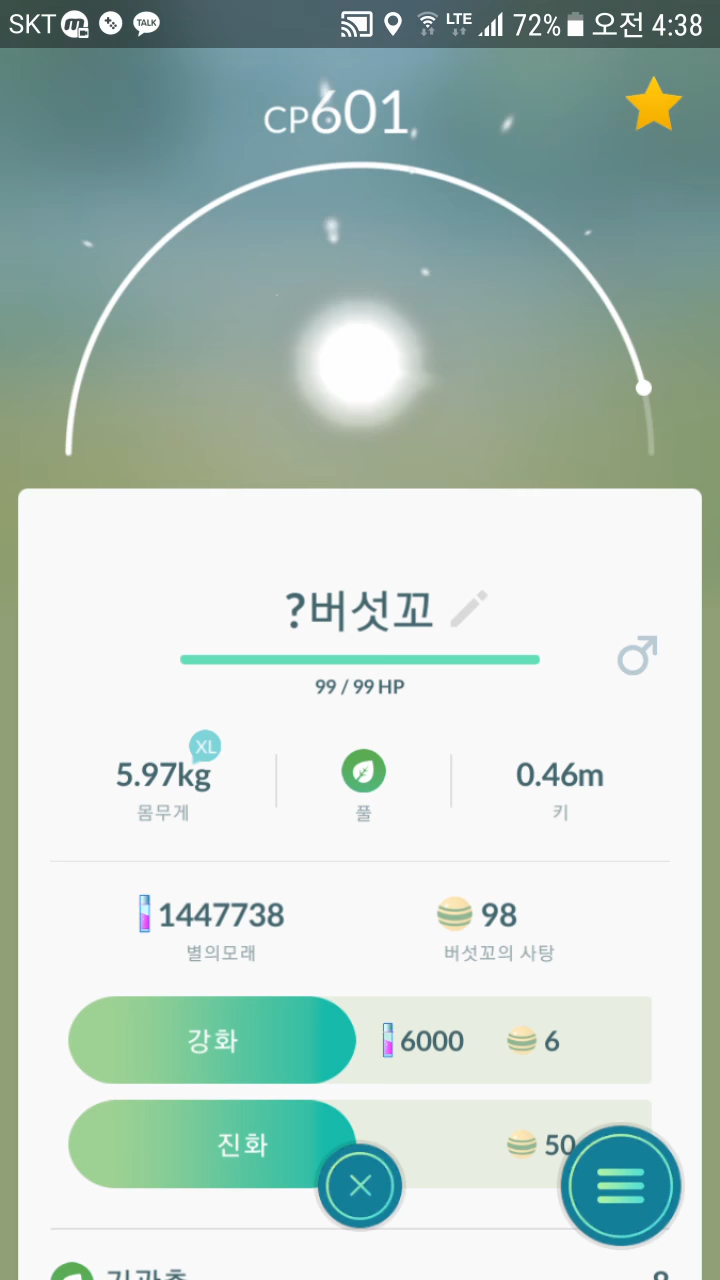 SKT TALK LTE 72% 오전 4:38
CP601
?버섯꼬
99 / 99 HP
XL
5.97kg 0.46m
몸무게 풀 키
1447738 98
별의모래 버섯꼬의 사탕
강화 6000 6
진화 50